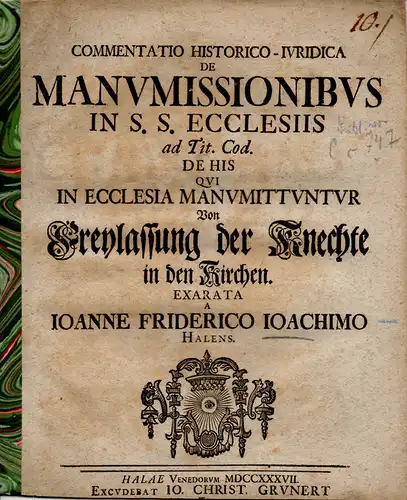 10.
COMMENTATIO HISTORICO-IVRIDICA
DE
MANVMISSIONIBVS
IN S. S. ECCLESIIS
ad Tit. Cod.
DE HIS
QVI
IN ECCLESIA MANVMITTVNTVR
Von
Freylassung der Knechte
in den Kirchen.
EXARATA
A
IOANNE FRIDERICO IOACHIMO
HALENS.
HALAE VENEDORVM MDCCXXXVII.
EXCVDEBAT IO. CHRIST. GRVNERT